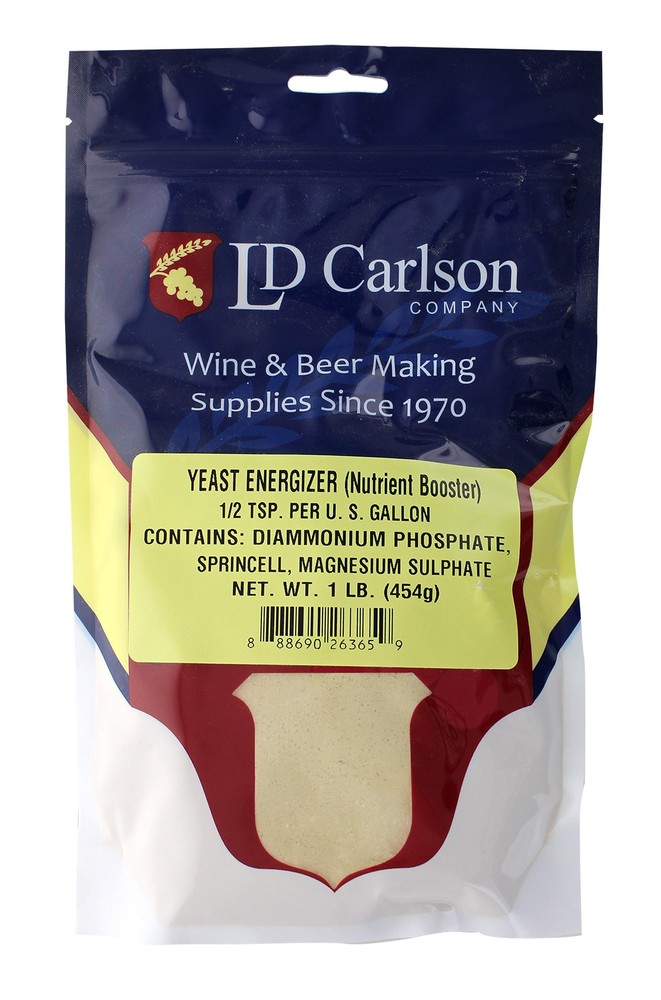 LD Carlson
COMPANY
Wine & Beer Making
Supplies Since 1970
YEAST ENERGIZER (Nutrient Booster)
1/2 TSP. PER U. S. GALLON
CONTAINS: DIAMMONIUM PHOSPHATE,
SPRINCELL, MAGNESIUM SULPHATE
NET. WT. 1 LB. (454g)
8 88690 26365 9